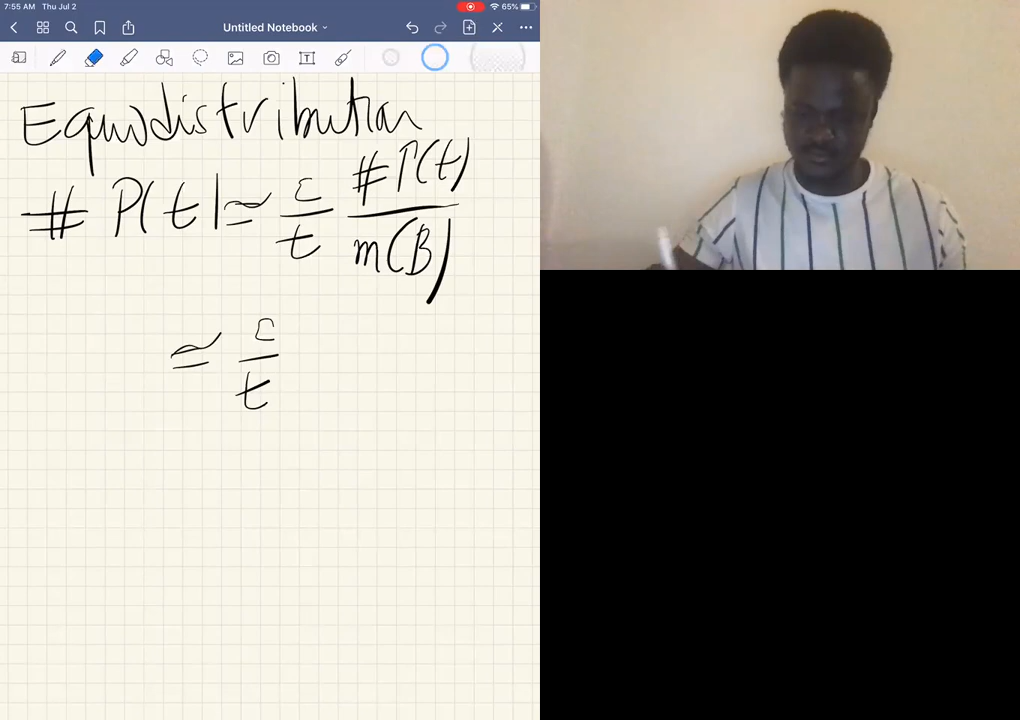 7:55 AM Thu Jul 2
65%
Untitled Notebook
T
Equidistribution
# P(t) ≃ ε/t #P(t)/m(B)
≃ ε/t